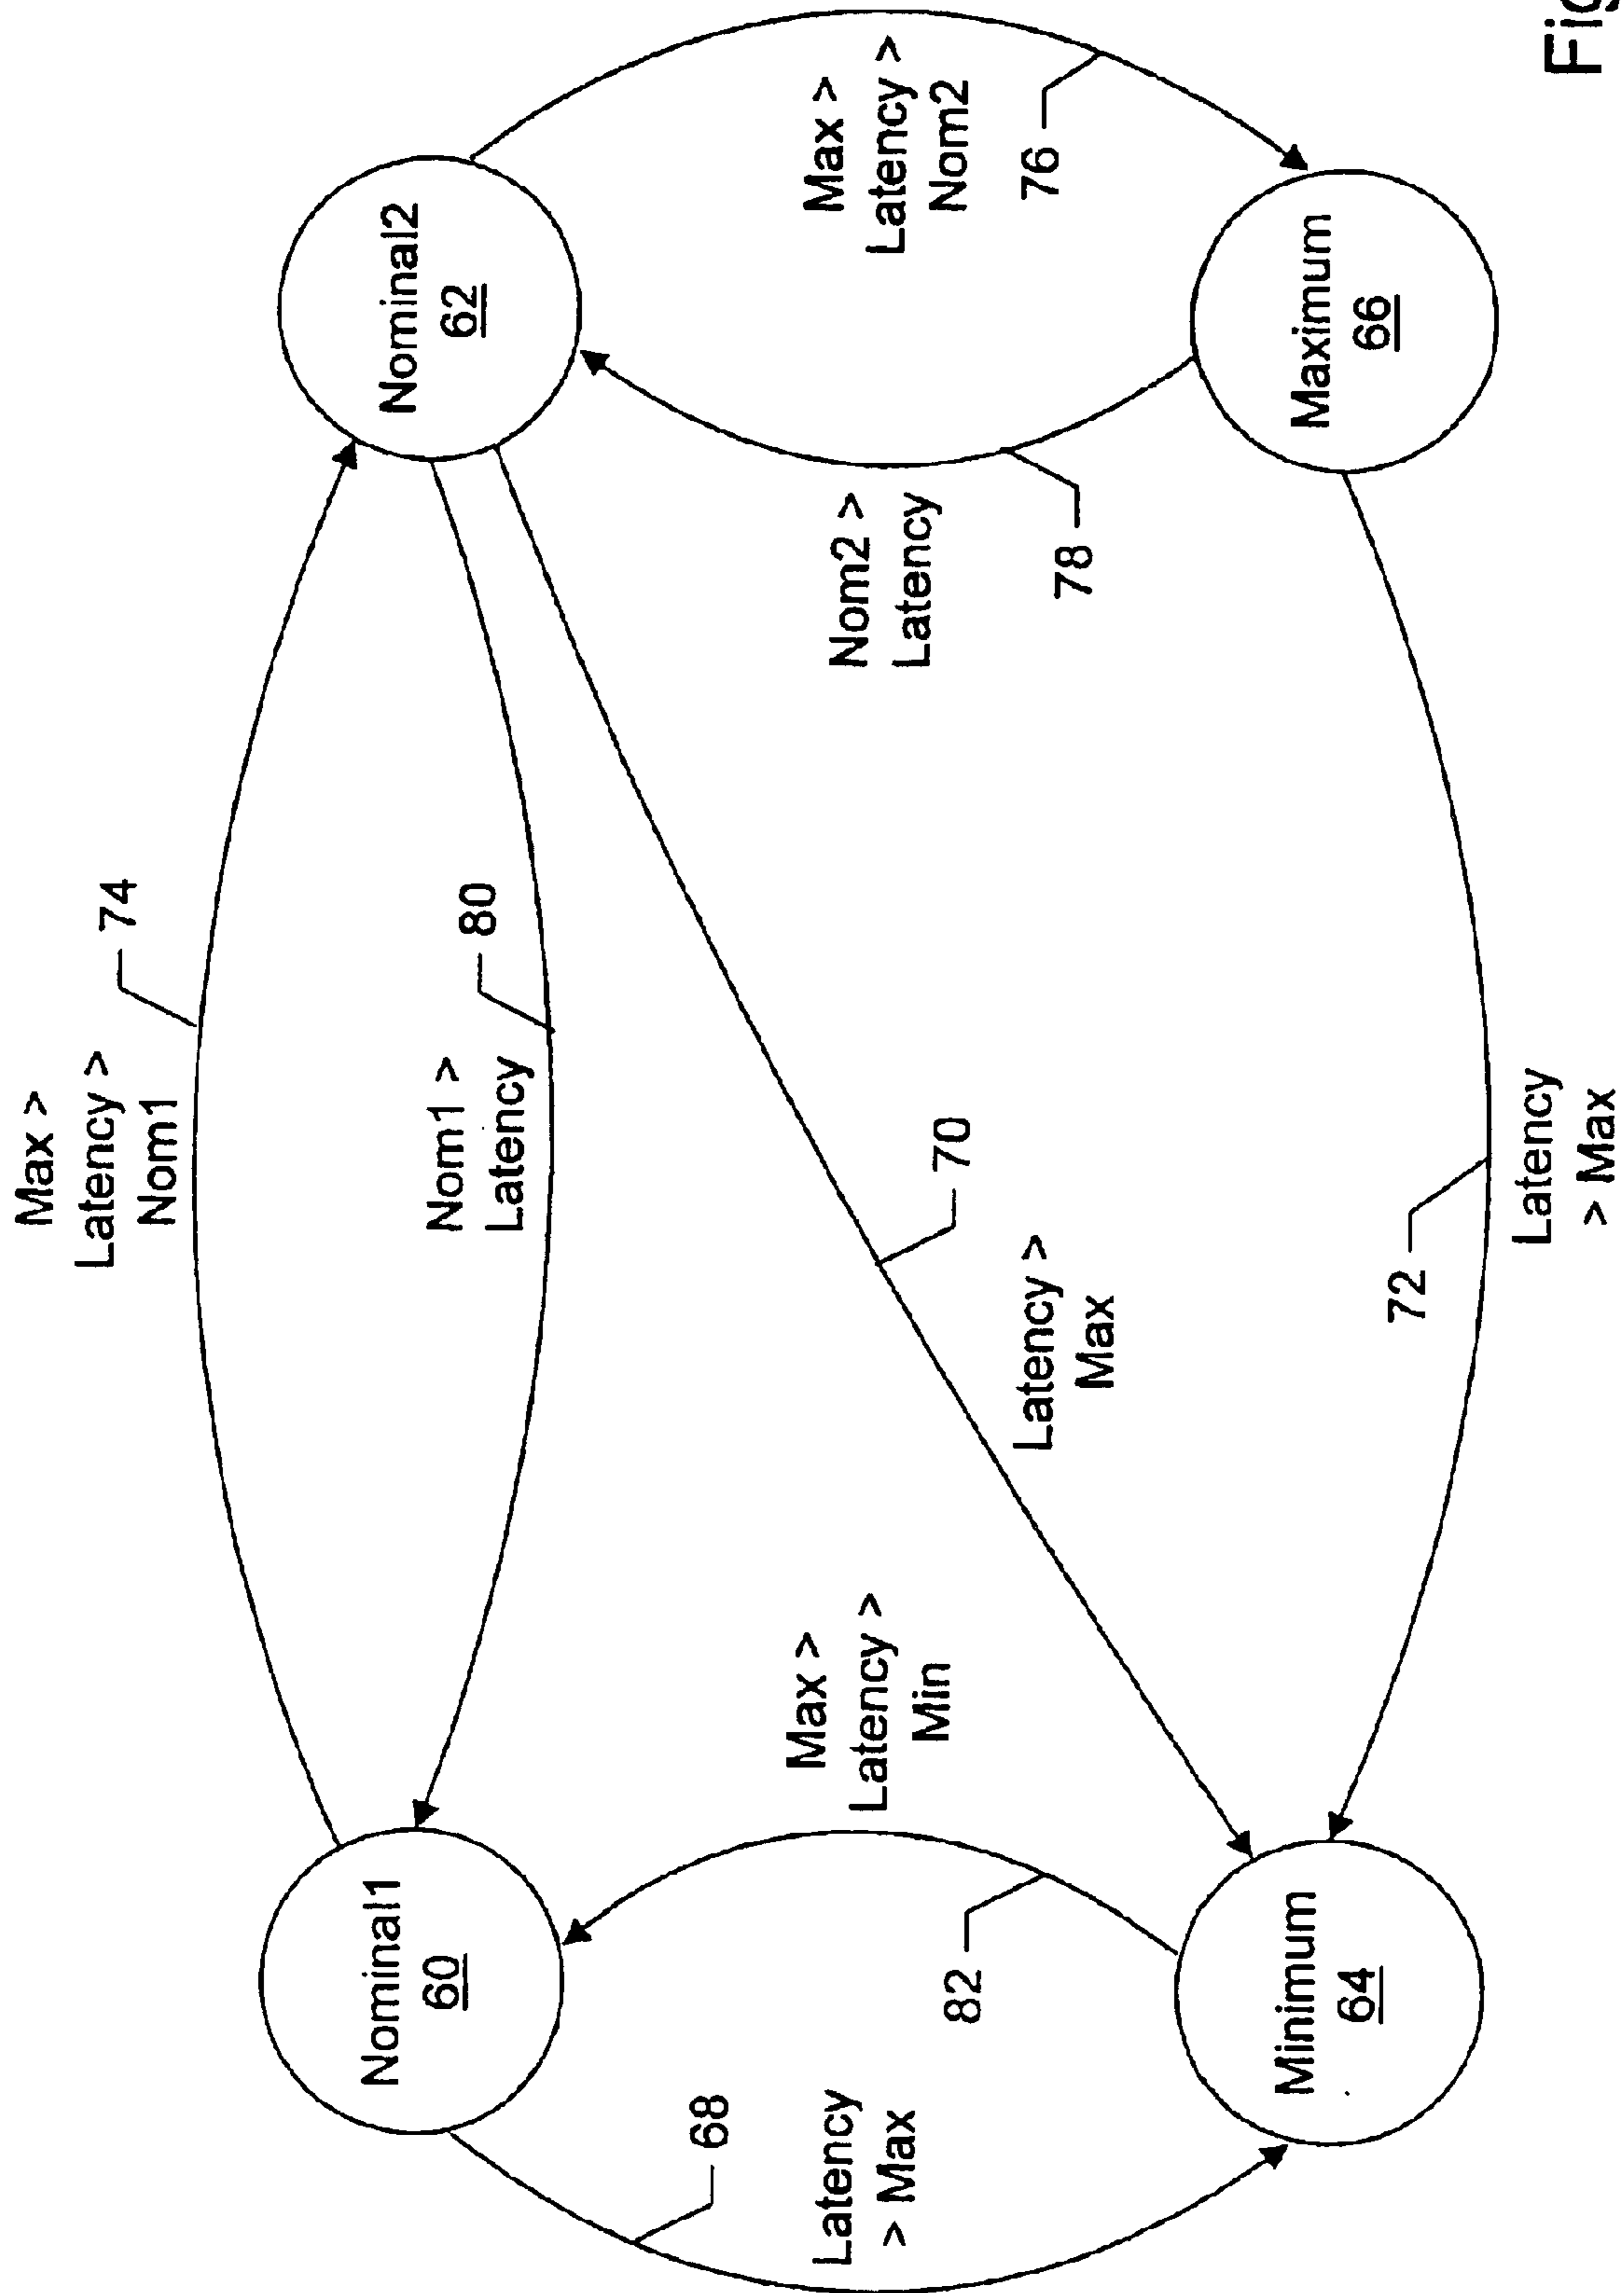 Max >
Latency >
Nom1
74
Nom1 >
Latency
80
Nominal1
60
Nominal2
62
68
Latency
> Max
82
Max >
Latency >
Min
70
Latency >
Max
Nom2 >
Latency
78
Max >
Latency >
Nom2
76
Minimum
64
Maximum
66
72
Latency
> Max